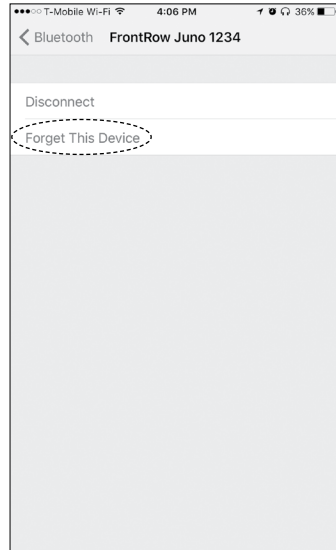 T-Mobile Wi-Fi 4:06 PM 36%
Bluetooth FrontRow Juno 1234
Disconnect
Forget This Device